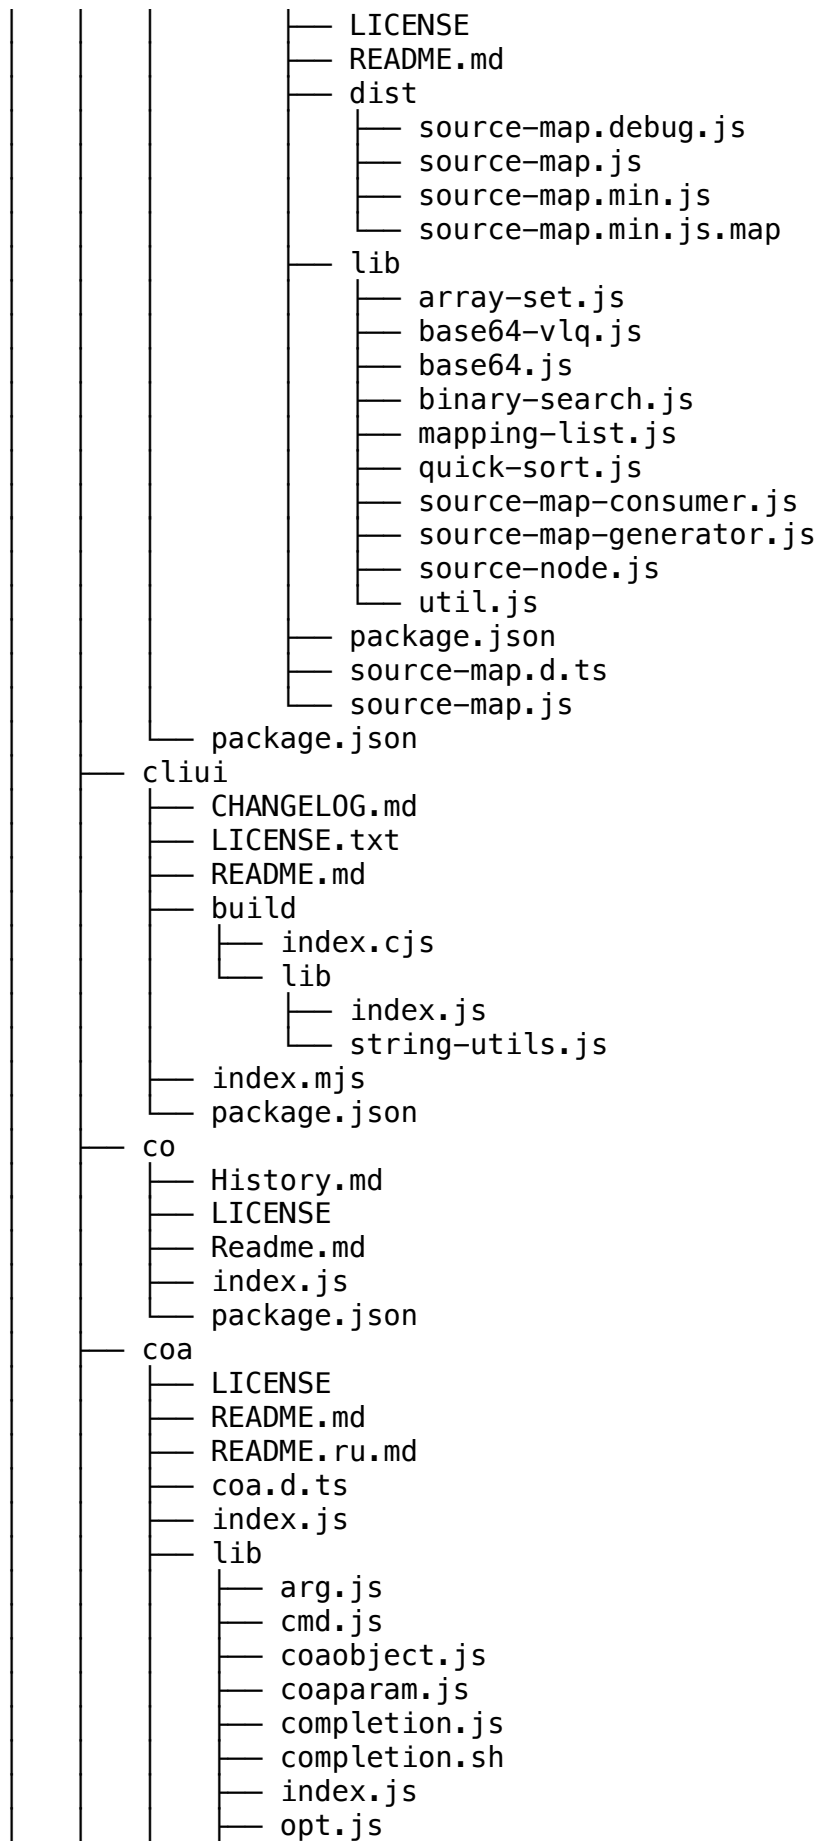 │   │   │       ├── LICENSE
│   │   │       ├── README.md
│   │   │       ├── dist
│   │   │       │   ├── source-map.debug.js
│   │   │       │   ├── source-map.js
│   │   │       │   ├── source-map.min.js
│   │   │       │   └── source-map.min.js.map
│   │   │       ├── lib
│   │   │       │   ├── array-set.js
│   │   │       │   ├── base64-vlq.js
│   │   │       │   ├── base64.js
│   │   │       │   ├── binary-search.js
│   │   │       │   ├── mapping-list.js
│   │   │       │   ├── quick-sort.js
│   │   │       │   ├── source-map-consumer.js
│   │   │       │   ├── source-map-generator.js
│   │   │       │   ├── source-node.js
│   │   │       │   └── util.js
│   │   │       ├── package.json
│   │   │       ├── source-map.d.ts
│   │   │       └── source-map.js
│   │   └── package.json
│   ├── cliui
│   │   ├── CHANGELOG.md
│   │   ├── LICENSE.txt
│   │   ├── README.md
│   │   ├── build
│   │   │   ├── index.cjs
│   │   │   └── lib
│   │   │       ├── index.js
│   │   │       └── string-utils.js
│   │   ├── index.mjs
│   │   └── package.json
│   ├── co
│   │   ├── History.md
│   │   ├── LICENSE
│   │   ├── Readme.md
│   │   ├── index.js
│   │   └── package.json
│   ├── coa
│   │   ├── LICENSE
│   │   ├── README.md
│   │   ├── README.ru.md
│   │   ├── coa.d.ts
│   │   ├── index.js
│   │   ├── lib
│   │   │   ├── arg.js
│   │   │   ├── cmd.js
│   │   │   ├── coaobject.js
│   │   │   ├── coaparam.js
│   │   │   ├── completion.js
│   │   │   ├── completion.sh
│   │   │   ├── index.js
│   │   │   ├── opt.js